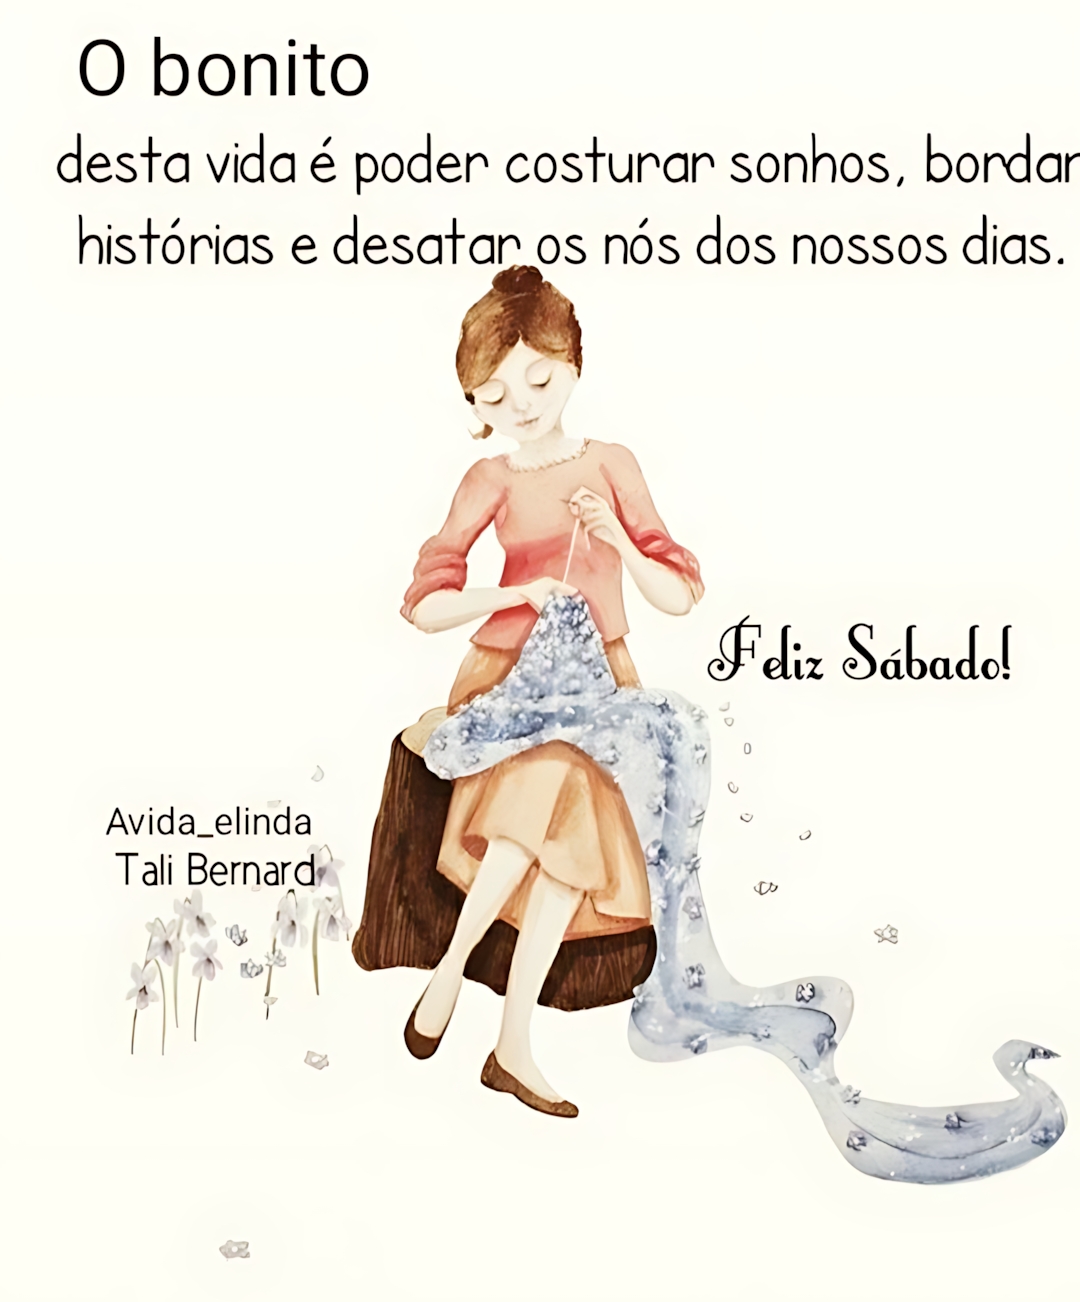 O bonito
desta vida é poder costurar sonhos, bordar
histórias e desatar os nós dos nossos dias.
Feliz Sábado!
Avida_elinda
Tali Bernard